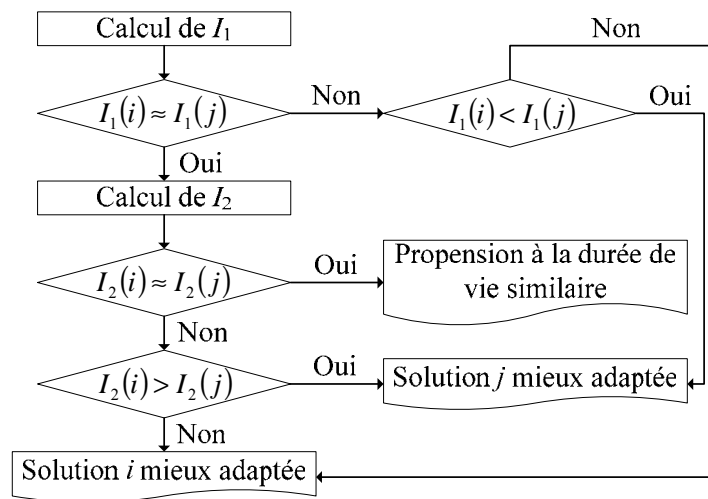 Calcul de I₁
Non
I₁(i) ≈ I₁(j)
Non
I₁(i) < I₁(j)
Oui
Oui
Calcul de I₂
I₂(i) ≈ I₂(j)
Oui
Propension à la durée de
vie similaire
Non
I₂(i) > I₂(j)
Oui
Solution j mieux adaptée
Non
Solution i mieux adaptée